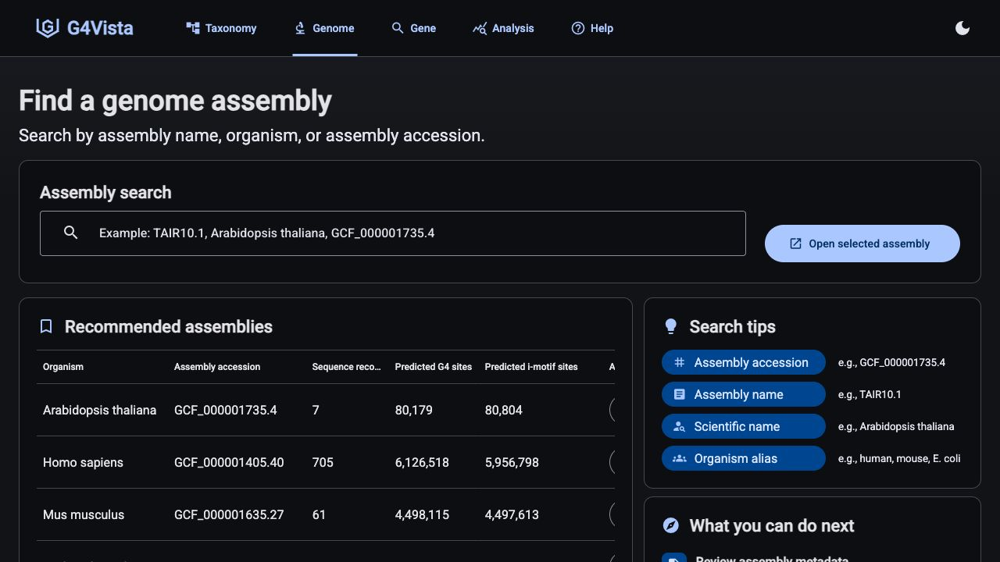 G4Vista
Taxonomy
Genome
Gene
Analysis
Help
Find a genome assembly
Search by assembly name, organism, or assembly accession.
Assembly search
Example: TAIR10.1, Arabidopsis thaliana, GCF_000001735.4
Open selected assembly
Recommended assemblies
Organism Assembly accession Sequence reco... Predicted G4 sites Predicted i-motif sites A
Arabidopsis thaliana GCF_000001735.4 7 80,179 80,804
Homo sapiens GCF_000001405.40 705 6,126,518 5,956,798
Mus musculus GCF_000001635.27 61 4,498,115 4,497,613
Search tips
Assembly accession e.g., GCF_000001735.4
Assembly name e.g., TAIR10.1
Scientific name e.g., Arabidopsis thaliana
Organism alias e.g., human, mouse, E. coli
What you can do next
Review assembly metadata